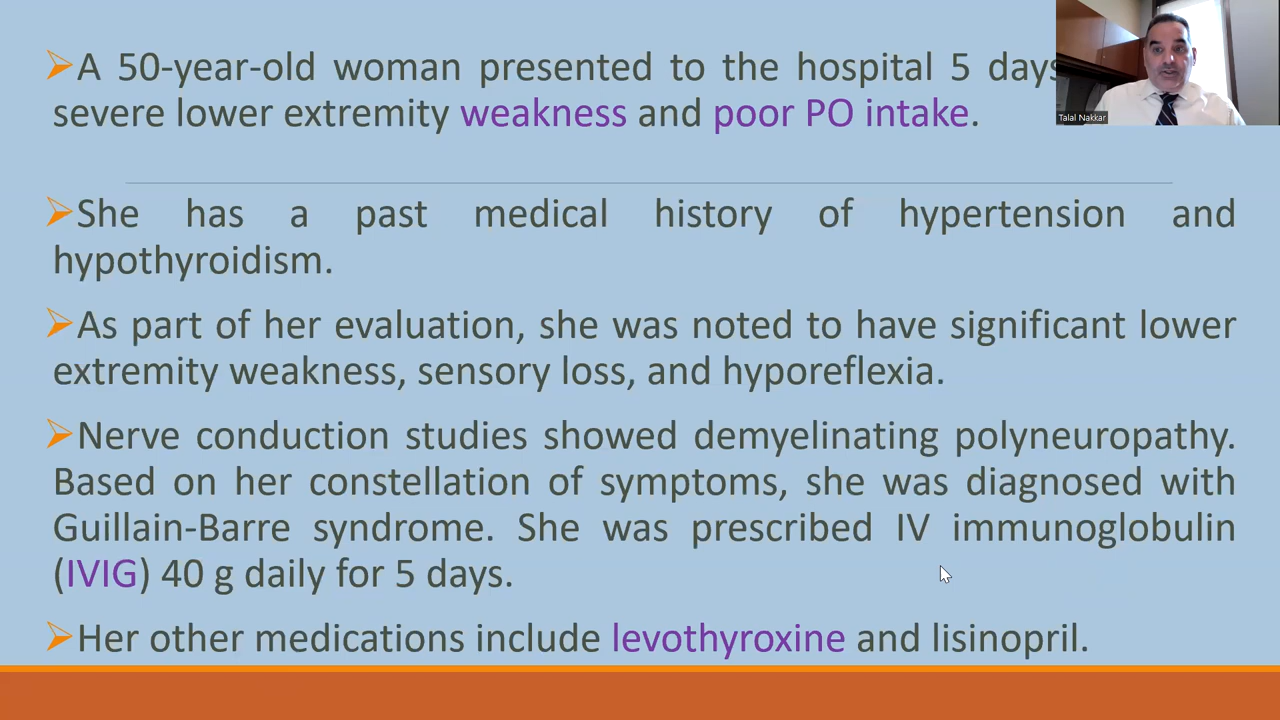 ➢A 50-year-old woman presented to the hospital 5 days
severe lower extremity weakness and poor PO intake.
Talal Nakkar
➢She has a past medical history of hypertension and
hypothyroidism.
➢As part of her evaluation, she was noted to have significant lower
extremity weakness, sensory loss, and hyporeflexia.
➢Nerve conduction studies showed demyelinating polyneuropathy.
Based on her constellation of symptoms, she was diagnosed with
Guillain-Barre syndrome. She was prescribed IV immunoglobulin
(IVIG) 40 g daily for 5 days.
➢Her other medications include levothyroxine and lisinopril.